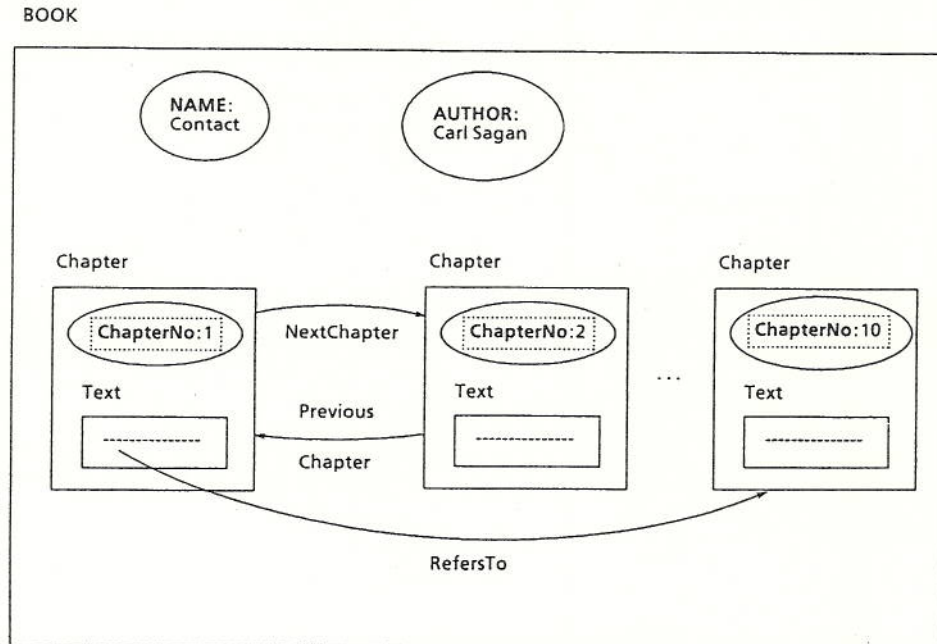 BOOK
NAME:
Contact
AUTHOR:
Carl Sagan
Chapter
Chapter
Chapter
ChapterNo:1
NextChapter
ChapterNo:2
ChapterNo:10
...
Text
Text
Text
Previous
Chapter
RefersTo